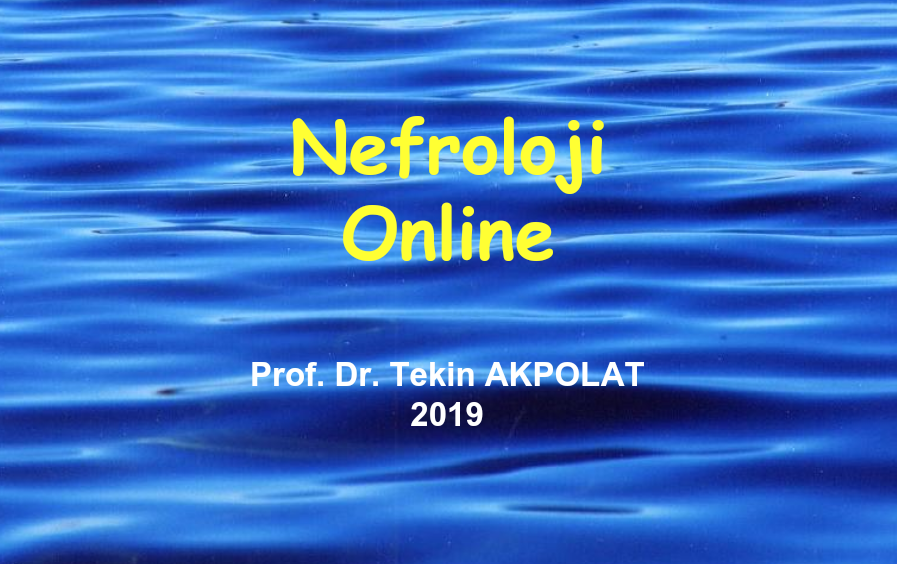 Nefroloji
Online
Prof. Dr. Tekin AKPOLAT
2019